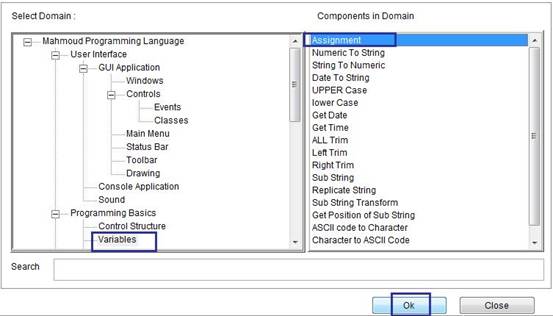 Select Domain :
Components in Domain
Mahmoud Programming Language
User Interface
GUI Application
Windows
Controls
Events
Classes
Main Menu
Status Bar
Toolbar
Drawing
Console Application
Sound
Programming Basics
Control Structure
Variables
Assignment
Numeric To String
String To Numeric
Date To String
UPPER Case
lower Case
Get Date
Get Time
ALL Trim
Left Trim
Right Trim
Sub String
Replicate String
Sub String Transform
Get Position of Sub String
ASCII code to Character
Character to ASCII Code
Search
Ok
Close